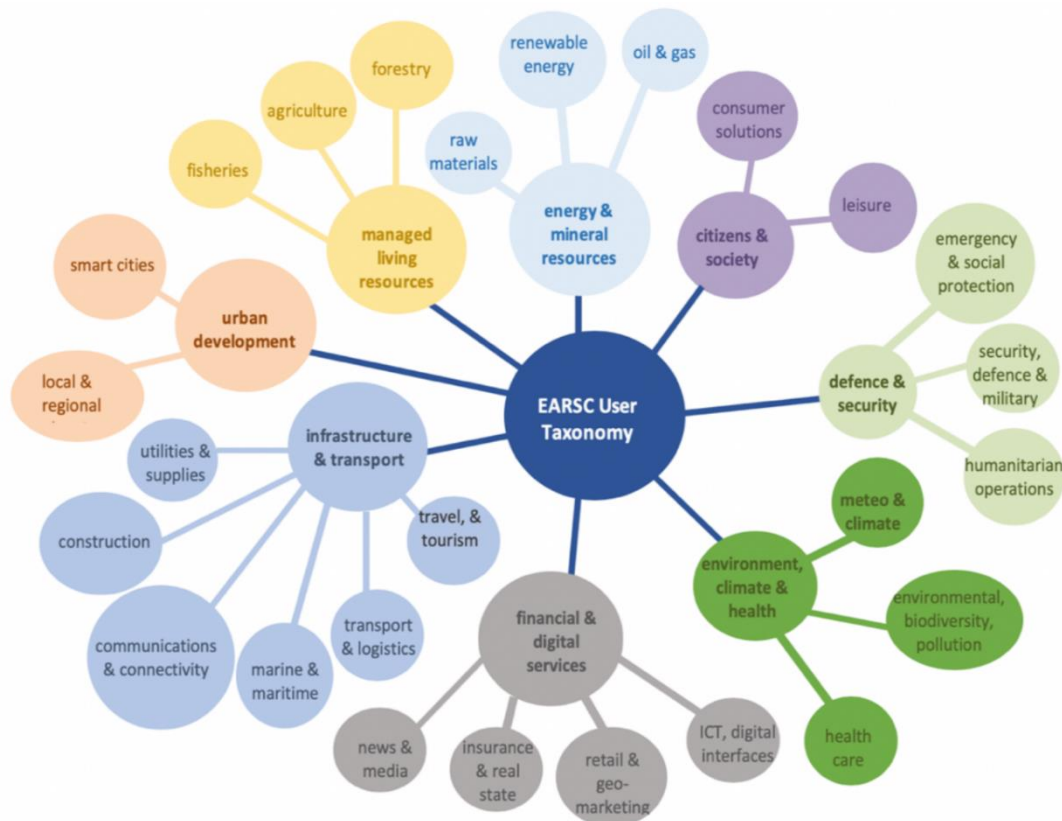 renewable
energy
oil & gas
forestry
consumer
solutions
agriculture
raw
materials
fisheries
leisure
energy &
mineral
resources
managed
living
resources
citizens &
society
emergency
& social
protection
smart cities
urban
development
security,
defence &
military
defence &
security
local &
regional
EARSC User
Taxonomy
infrastructure
& transport
utilities &
supplies
humanitarian
operations
meteo &
climate
travel, &
tourism
construction
environment,
climate &
health
environmental,
biodiversity,
pollution
financial &
digital
services
transport
& logistics
communications
& connectivity
marine &
maritime
ICT, digital
interfaces
health
care
news &
media
insurance
& real
state
retail &
geo-
marketing